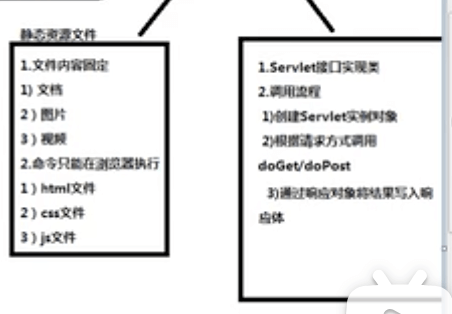 静态资源文件
1.文件内容固定
1) 文档
2 ) 图片
3 ) 视频
2.命令只能在浏览器执行
1 ) html文件
2 ) css文件
3 ) js文件
1.Servlet接口实现类
2.调用流程
1)创建Servlet实例对象
2)根据请求方式调用
doGet/doPost
3)通过响应对象将结果写入响
应体